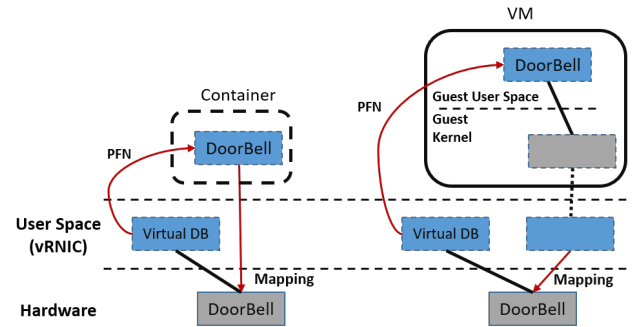 VM
DoorBell
Container
Guest User Space
PFN
Guest
Kernel
DoorBell
PFN
User Space
(vRNIC)
Virtual DB
Virtual DB
Mapping
Mapping
Hardware
DoorBell
DoorBell